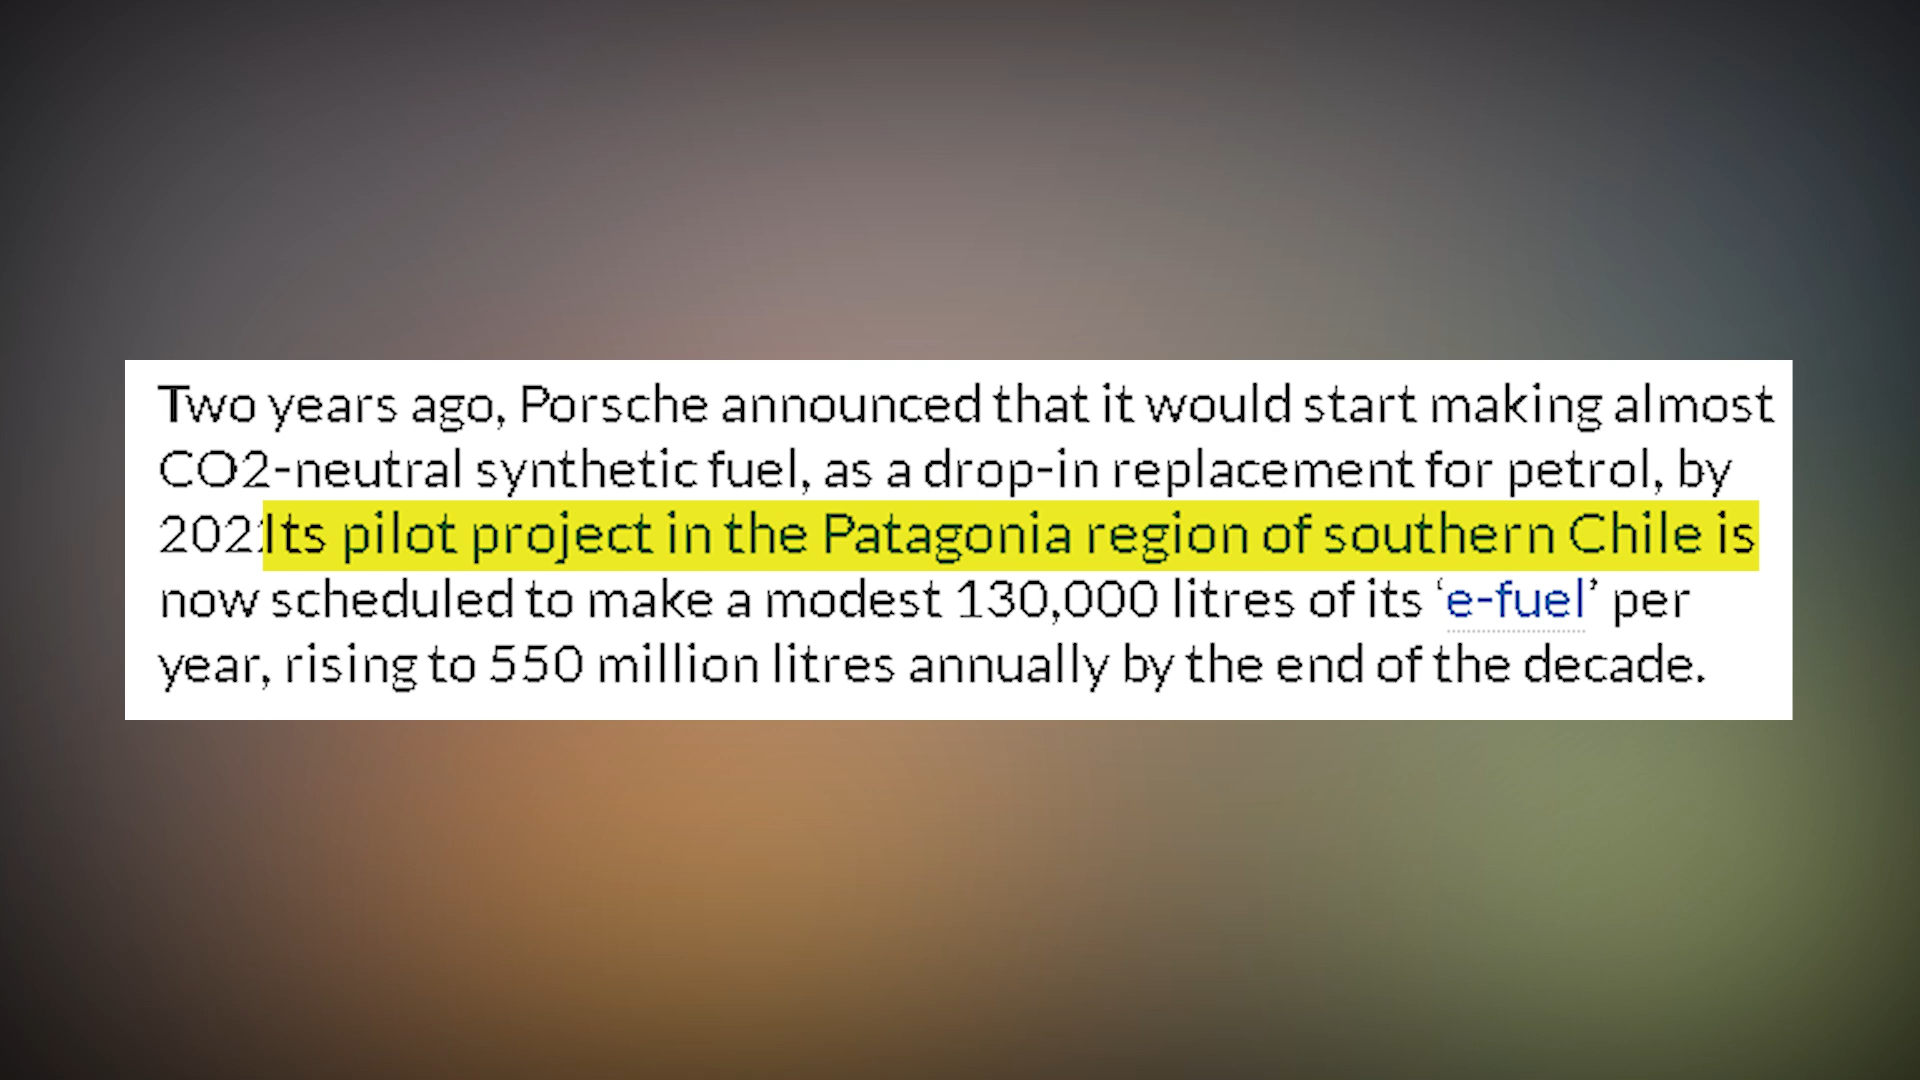 Two years ago, Porsche announced that it would start making almost
CO2-neutral synthetic fuel, as a drop-in replacement for petrol, by
Its pilot project in the Patagonia region of southern Chile is
now scheduled to make a modest 130,000 litres of its ‘e-fuel’ per
year, rising to 550 million litres annually by the end of the decade.